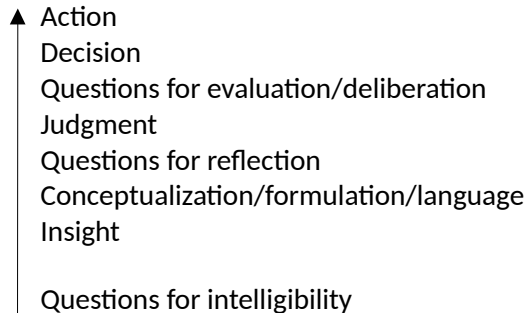 Action
Decision
Questions for evaluation/deliberation
Judgment
Questions for reflection
Conceptualization/formulation/language
Insight
Questions for intelligibility